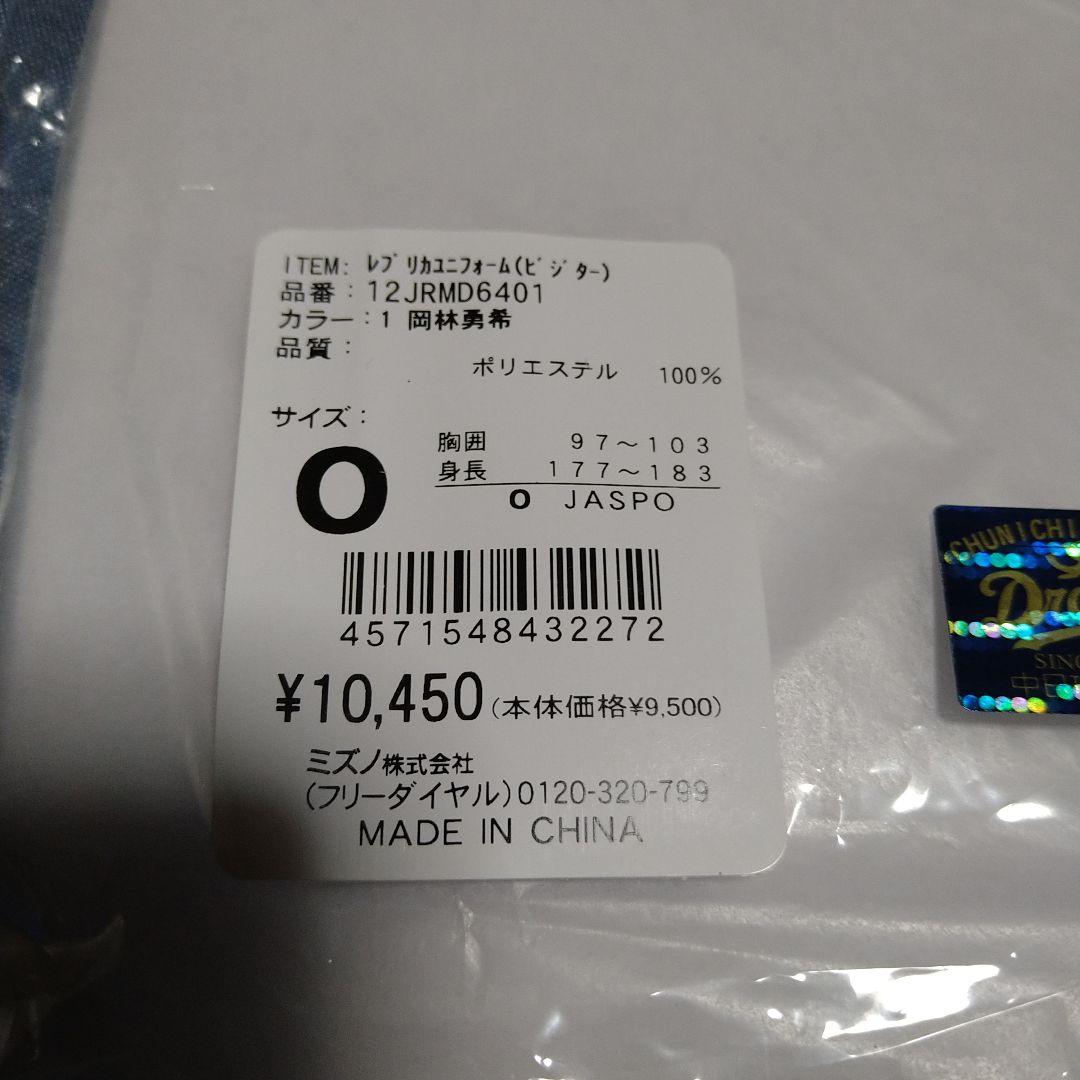 ITEM: ﾚﾌﾟﾘｶﾕﾆﾌｫｰﾑ(ﾋﾞｼﾞﾀｰ)
品番：12JRMD6401
カラー：1 岡林勇希
品質：
ポリエステル 100%
サイズ：
O
胸囲 97～103
身長 177～183
O JASPO
4571548432272
¥10,450(本体価格¥9,500)
ミズノ株式会社
(フリーダイヤル)0120-320-799
MADE IN CHINA
CHUNICHI